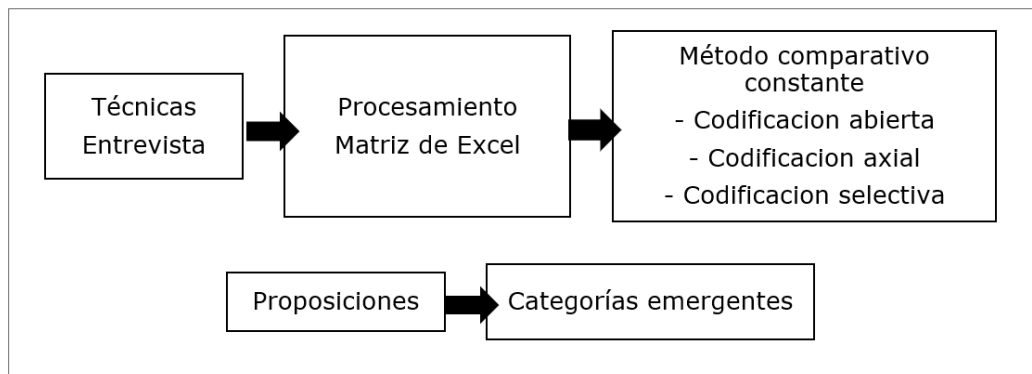 Técnicas
Entrevista
Procesamiento
Matriz de Excel
Método comparativo
constante
- Codificacion abierta
- Codificacion axial
- Codificacion selectiva
Proposiciones
Categorías emergentes